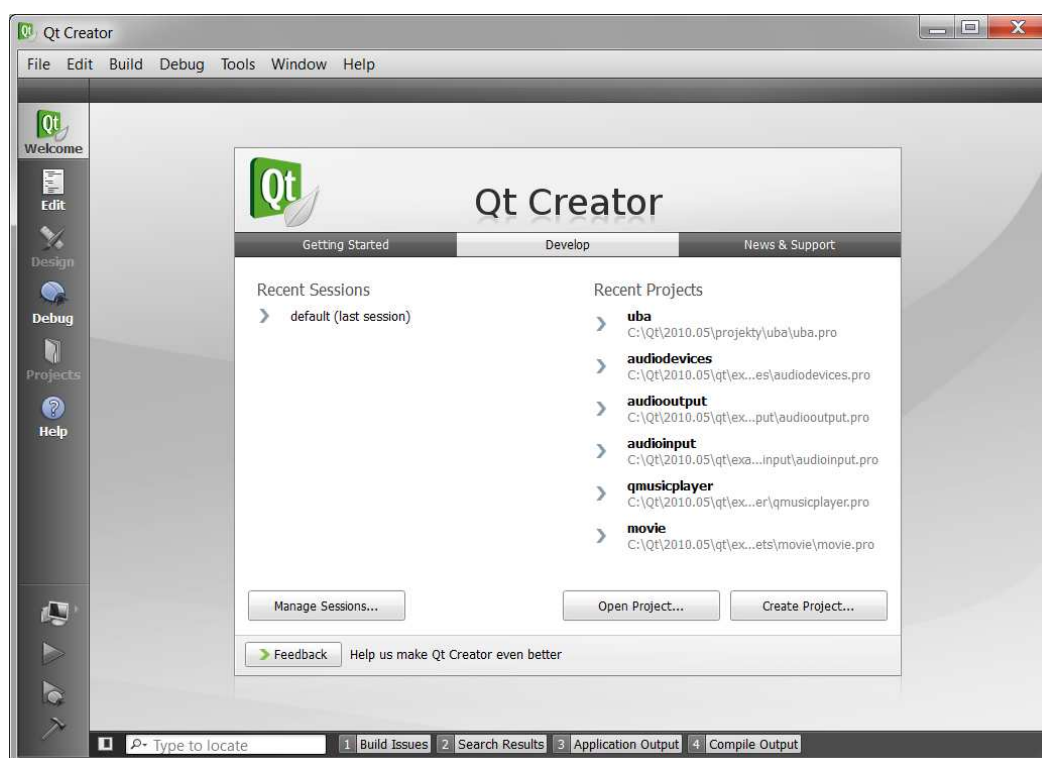 Qt Creator
File Edit Build Debug Tools Window Help
Qt
Welcome
Edit
Design
Debug
Projects
Help
Qt
Qt Creator
Getting Started Develop News & Support
Recent Sessions
default (last session)
Recent Projects
uba
C:\Qt\2010.05\projekty\uba\uba.pro
audiodevices
C:\Qt\2010.05\qt\ex...es\audiodevices.pro
audiooutput
C:\Qt\2010.05\qt\ex...put\audiooutput.pro
audioinput
C:\Qt\2010.05\qt\exa...input\audioinput.pro
qmusicplayer
C:\Qt\2010.05\qt\ex...er\qmusicplayer.pro
movie
C:\Qt\2010.05\qt\ex...ets\movie\movie.pro
Manage Sessions... Open Project... Create Project...
Feedback Help us make Qt Creator even better
Type to locate 1 Build Issues 2 Search Results 3 Application Output 4 Compile Output